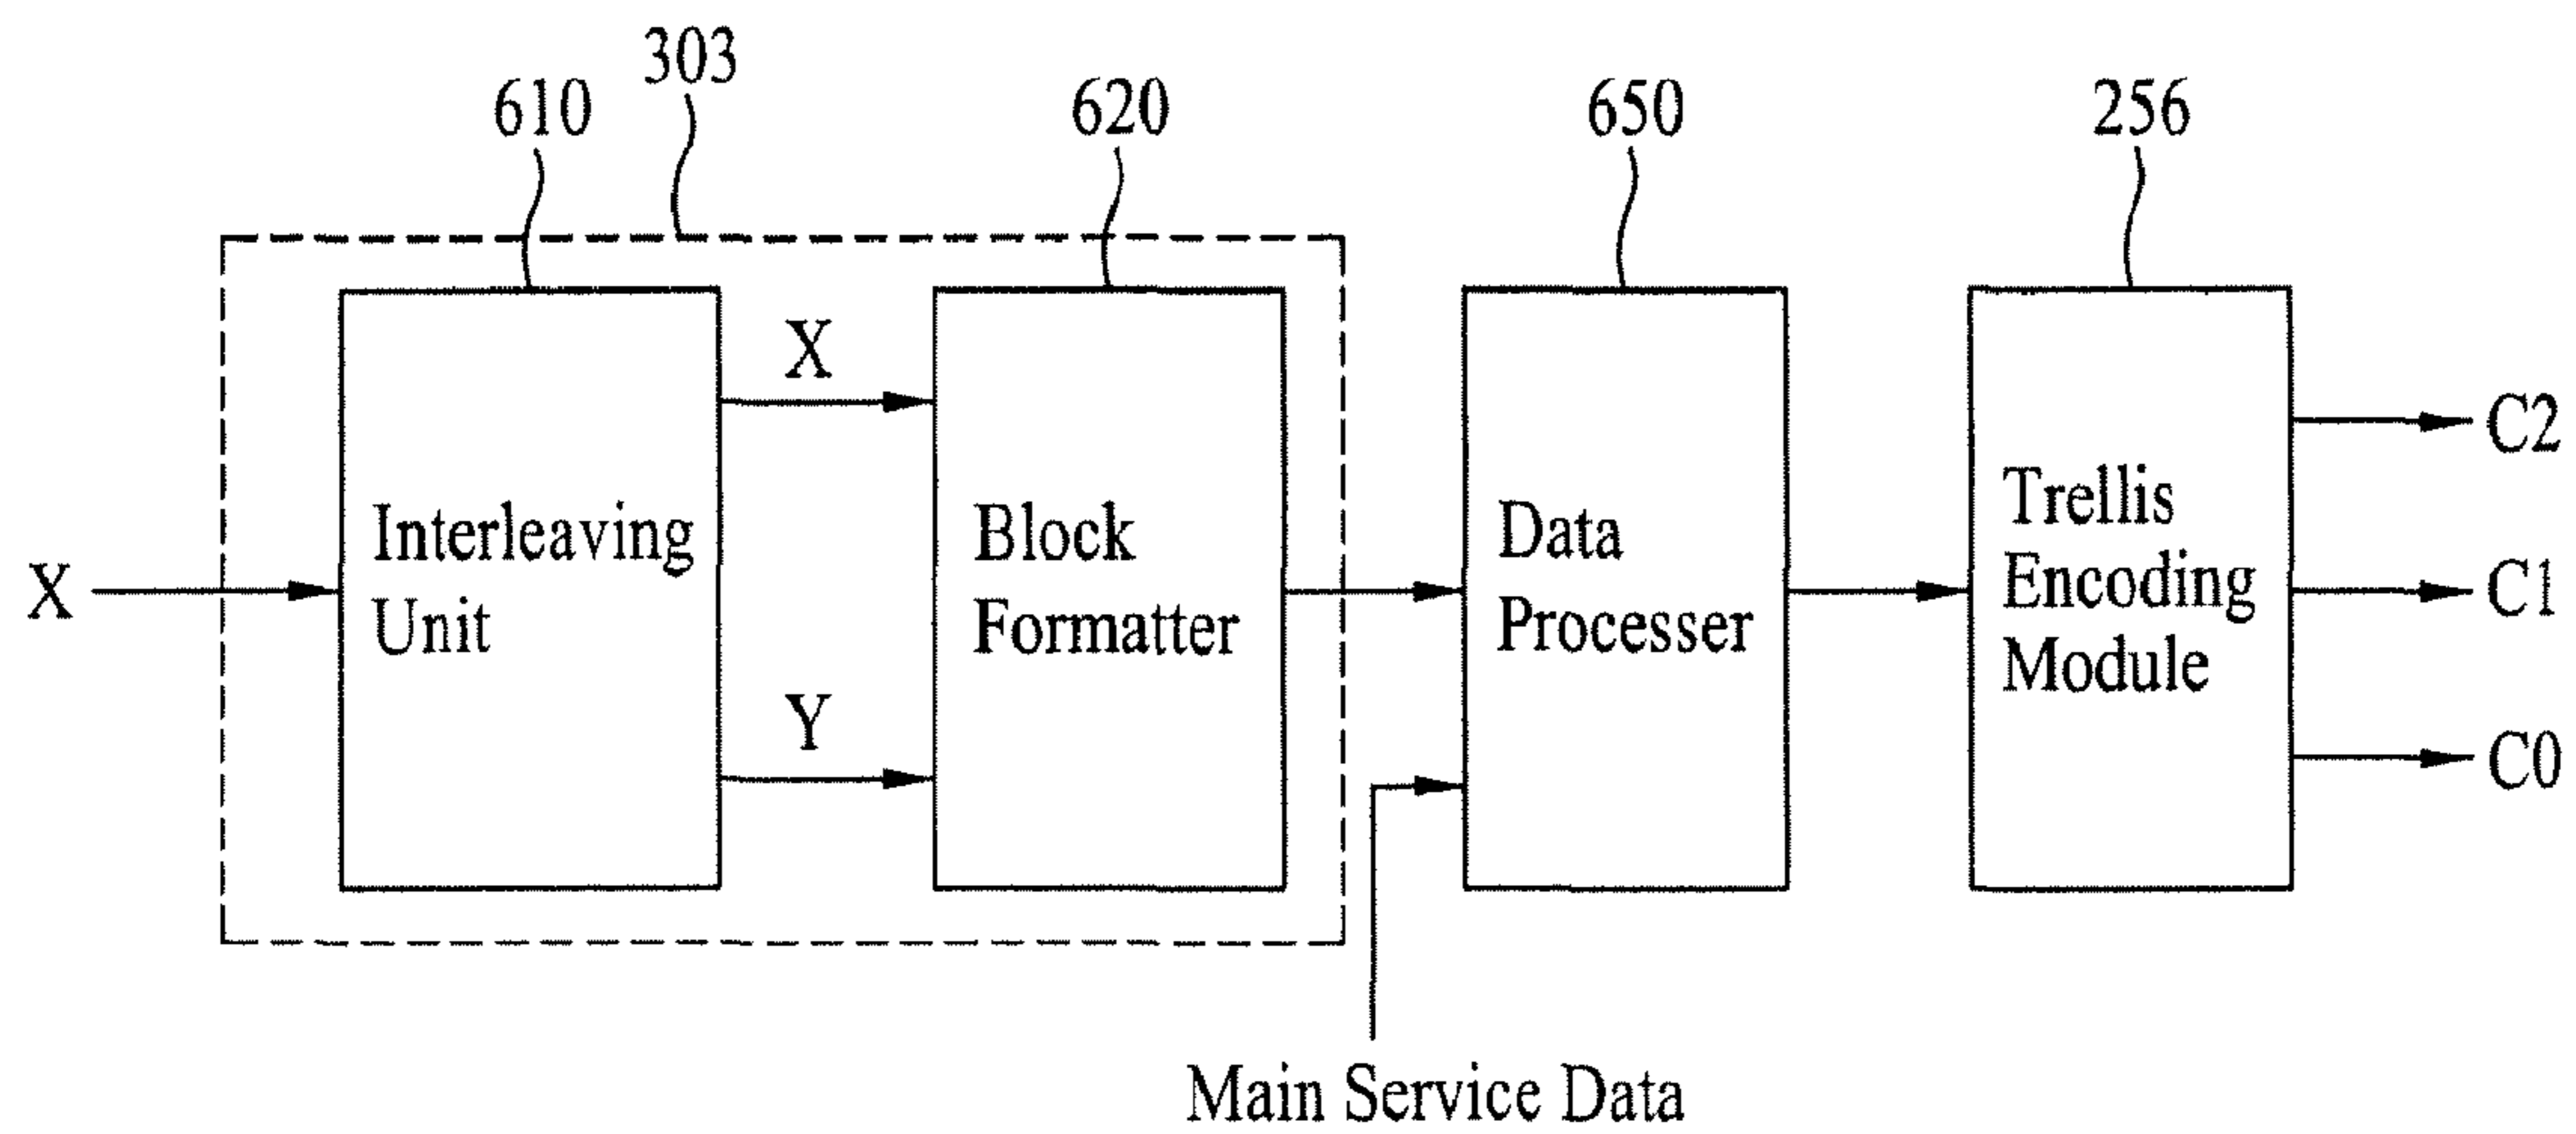 303
610
620
650
256
X
Interleaving
Unit
X
Y
Block
Formatter
Data
Processer
Trellis
Encoding
Module
C2
C1
C0
Main Service Data